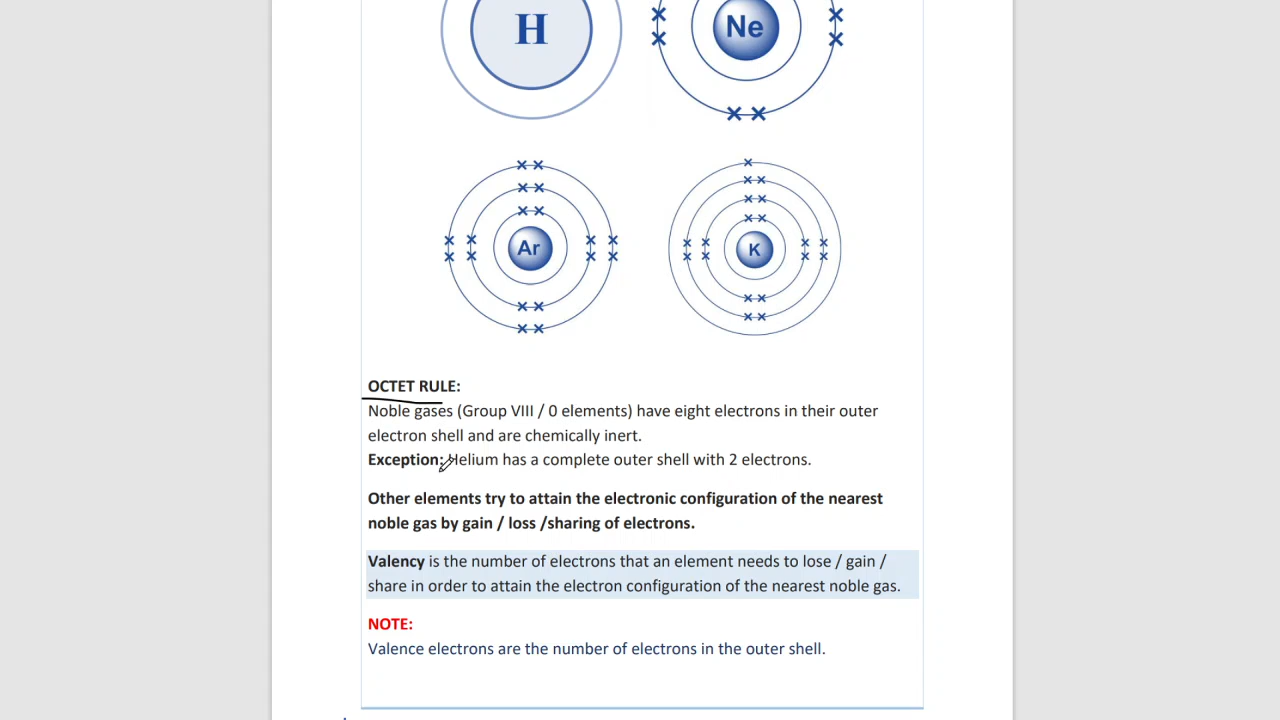 H
Ne
Ar
K
OCTET RULE:
Noble gases (Group VIII / 0 elements) have eight electrons in their outer
electron shell and are chemically inert.
Exception: Helium has a complete outer shell with 2 electrons.
Other elements try to attain the electronic configuration of the nearest
noble gas by gain / loss /sharing of electrons.
Valency is the number of electrons that an element needs to lose / gain /
share in order to attain the electron configuration of the nearest noble gas.
NOTE:
Valence electrons are the number of electrons in the outer shell.